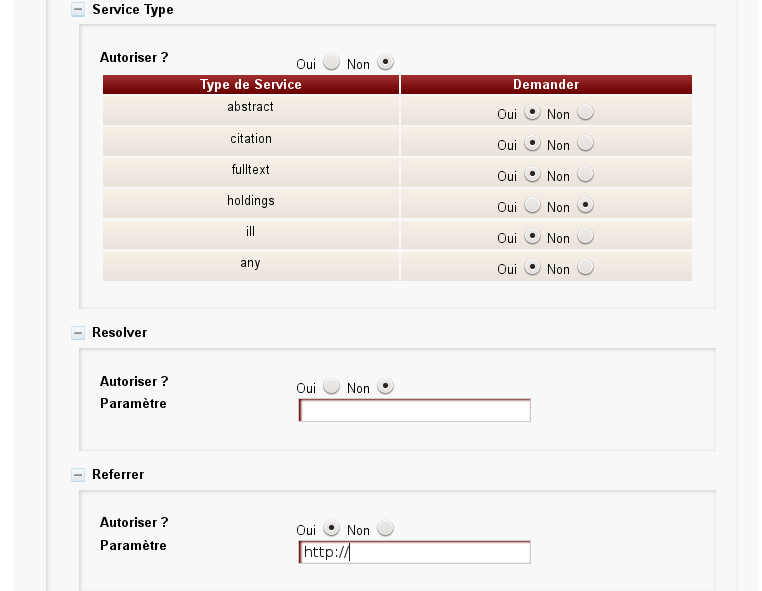 Service Type
Autoriser ? Oui Non
Type de Service Demander
abstract Oui Non
citation Oui Non
fulltext Oui Non
holdings Oui Non
ill Oui Non
any Oui Non
Resolver
Autoriser ? Oui Non
Paramètre
Referrer
Autoriser ? Oui Non
Paramètre http://